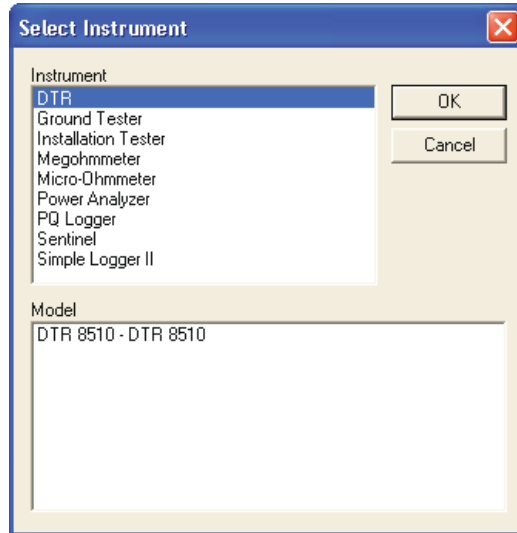 Select Instrument
Instrument
DTR
Ground Tester
Installation Tester
Megohmmeter
Micro-Ohmmeter
Power Analyzer
PQ Logger
Sentinel
Simple Logger II
OK
Cancel
Model
DTR 8510 - DTR 8510